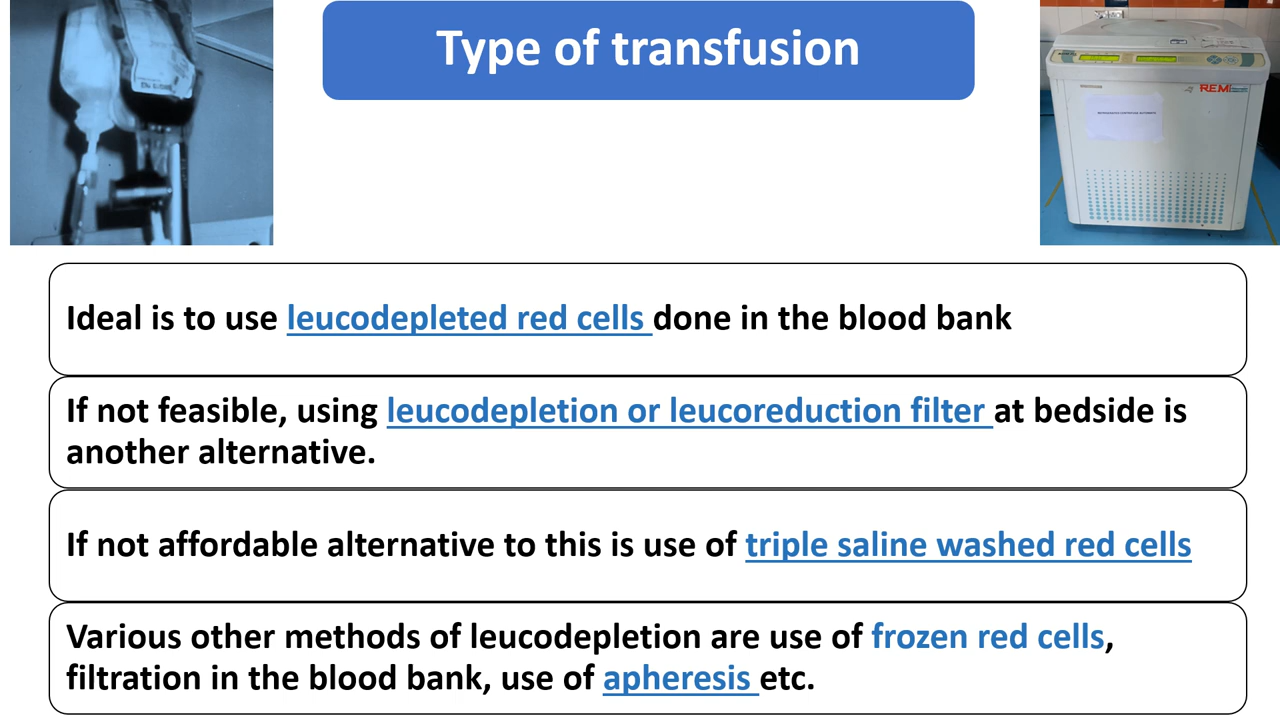 Type of transfusion
REMI
Ideal is to use leucodepleted red cells done in the blood bank
If not feasible, using leucodepletion or leucoreduction filter at bedside is
another alternative.
If not affordable alternative to this is use of triple saline washed red cells
Various other methods of leucodepletion are use of frozen red cells,
filtration in the blood bank, use of apheresis etc.